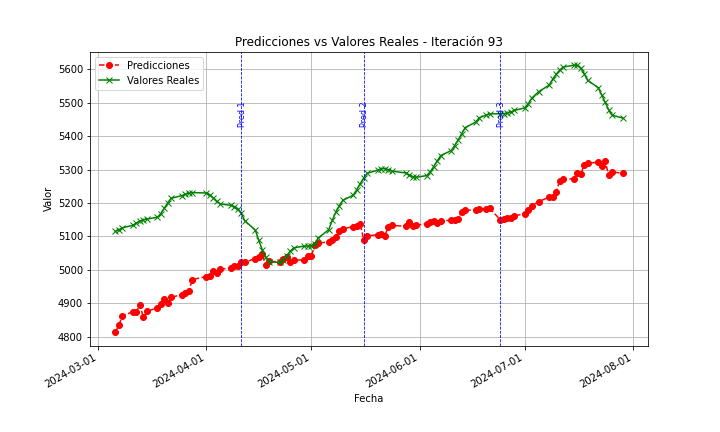 Predicciones vs Valores Reales - Iteración 93
Predicciones
Valores Reales
Pred 1
Pred 2
Pred 3
5600
5500
5400
5300
5200
5100
5000
4900
4800
Valor
2024-03-01
2024-04-01
2024-05-01
2024-06-01
2024-07-01
2024-08-01
Fecha